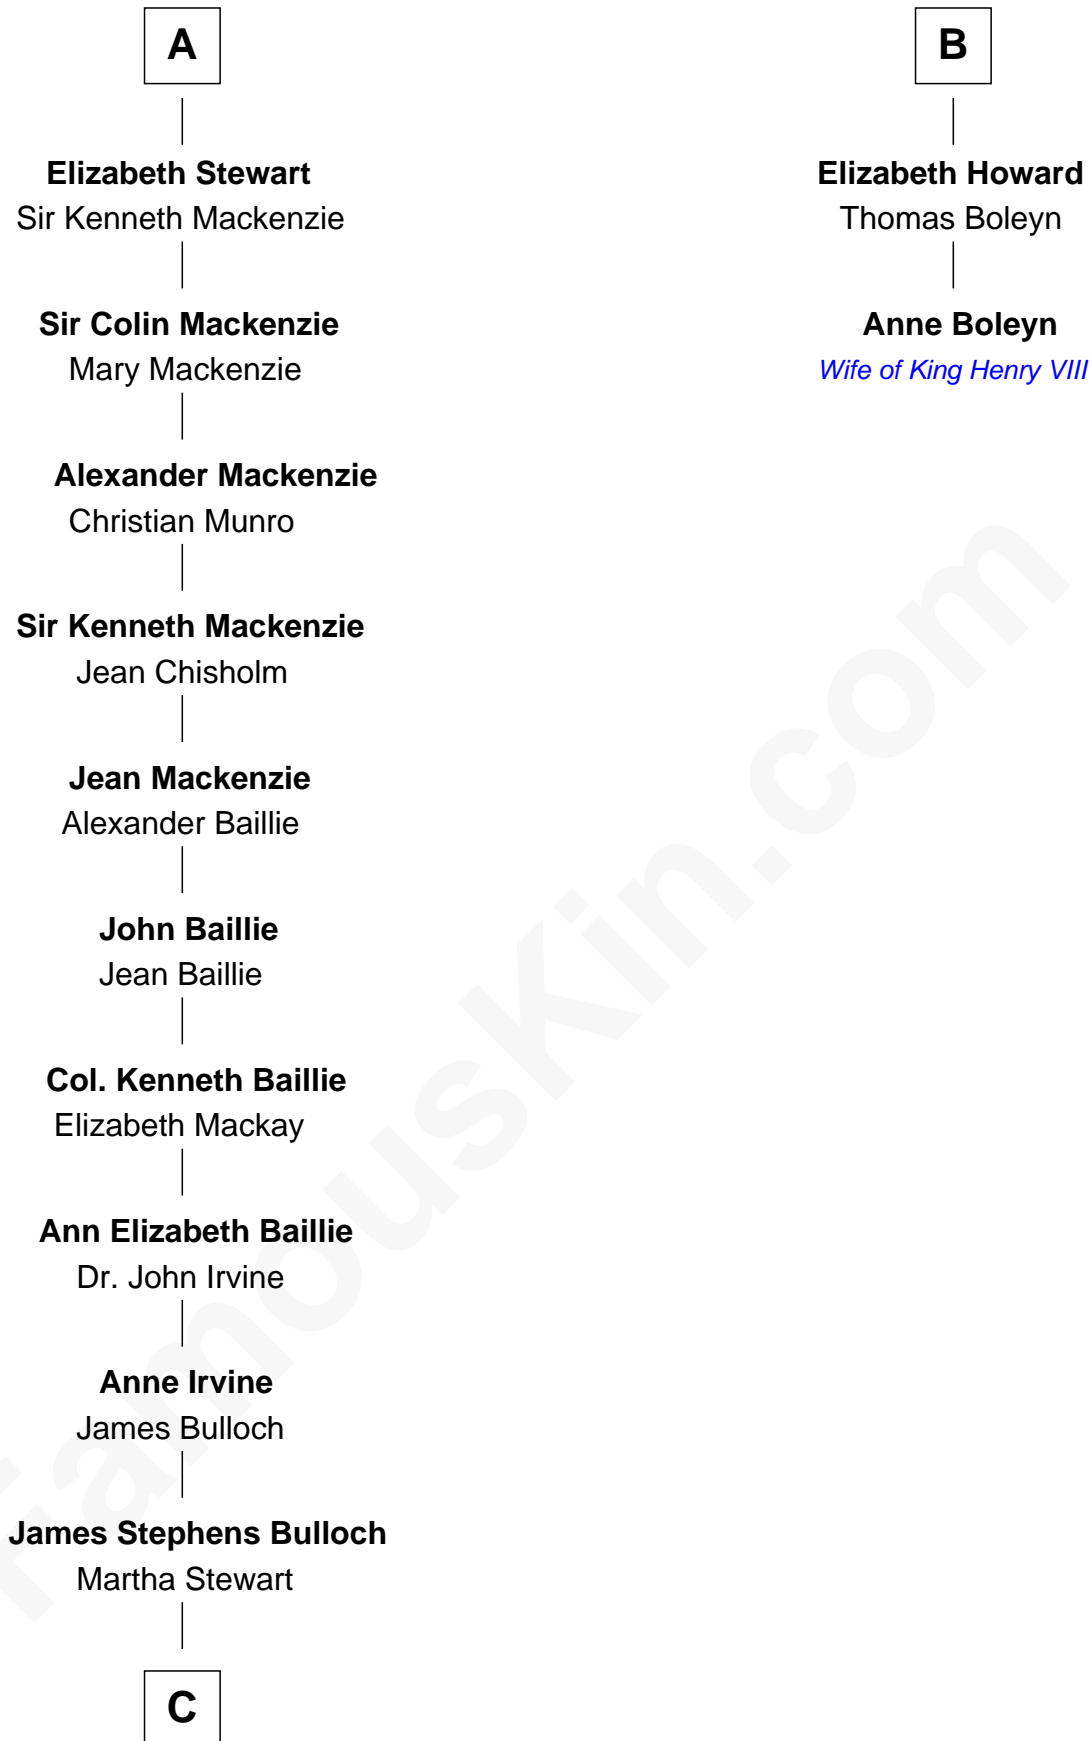 A
Elizabeth Stewart
Sir Kenneth Mackenzie
Sir Colin Mackenzie
Mary Mackenzie
Alexander Mackenzie
Christian Munro
Sir Kenneth Mackenzie
Jean Chisholm
Jean Mackenzie
Alexander Baillie
John Baillie
Jean Baillie
Col. Kenneth Baillie
Elizabeth Mackay
Ann Elizabeth Baillie
Dr. John Irvine
Anne Irvine
James Bulloch
James Stephens Bulloch
Martha Stewart
C
B
Elizabeth Howard
Thomas Boleyn
Anne Boleyn
Wife of King Henry VIII
FamousKin.com